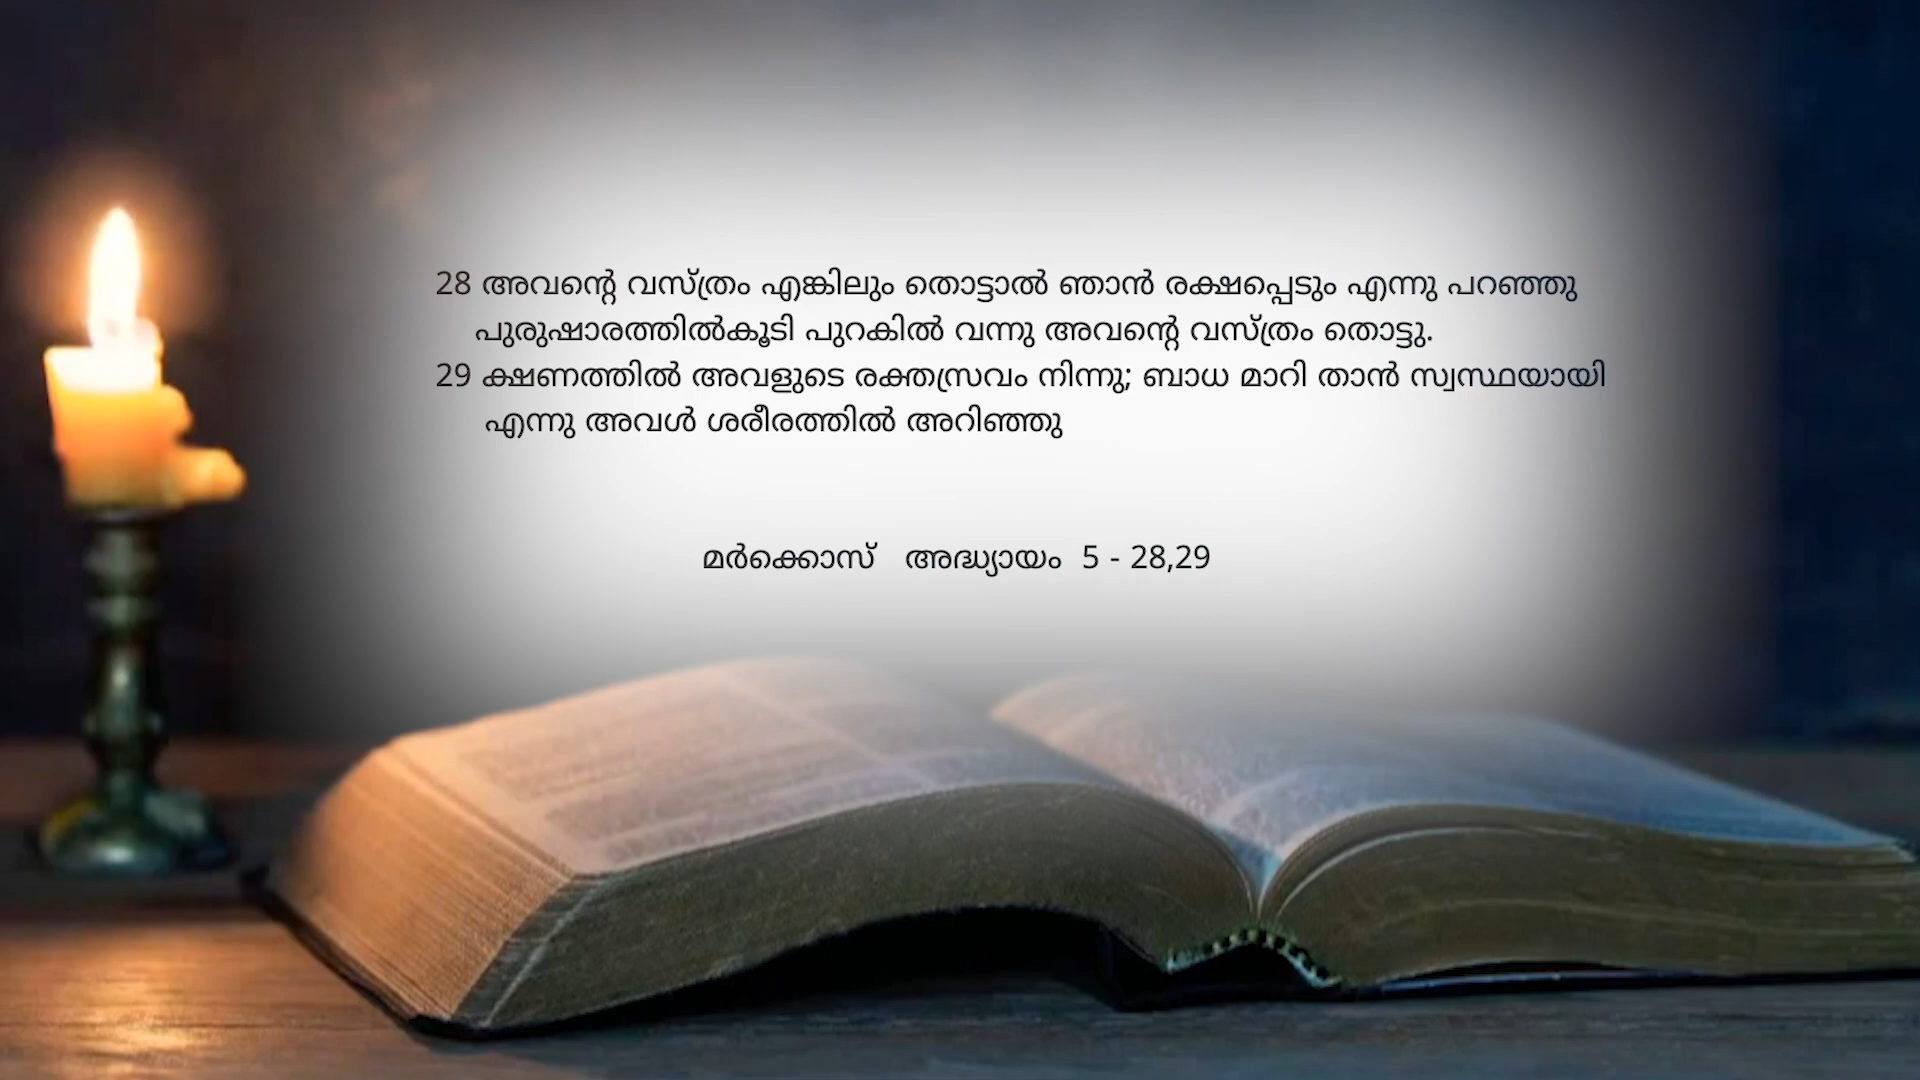 28 അവന്റെ വസ്ത്രം എങ്കിലും തൊട്ടാൽ ഞാൻ രക്ഷപ്പെടും എന്നു പറഞ്ഞു
പുരുഷാരത്തിൽകൂടി പുറകിൽ വന്നു അവന്റെ വസ്ത്രം തൊട്ടു.
29 ക്ഷണത്തിൽ അവളുടെ രക്തസ്രവം നിന്നു; ബാധ മാറി താൻ സ്വസ്ഥയായി
എന്നു അവൾ ശരീരത്തിൽ അറിഞ്ഞു
മർക്കൊസ് അദ്ധ്യായം 5 - 28,29